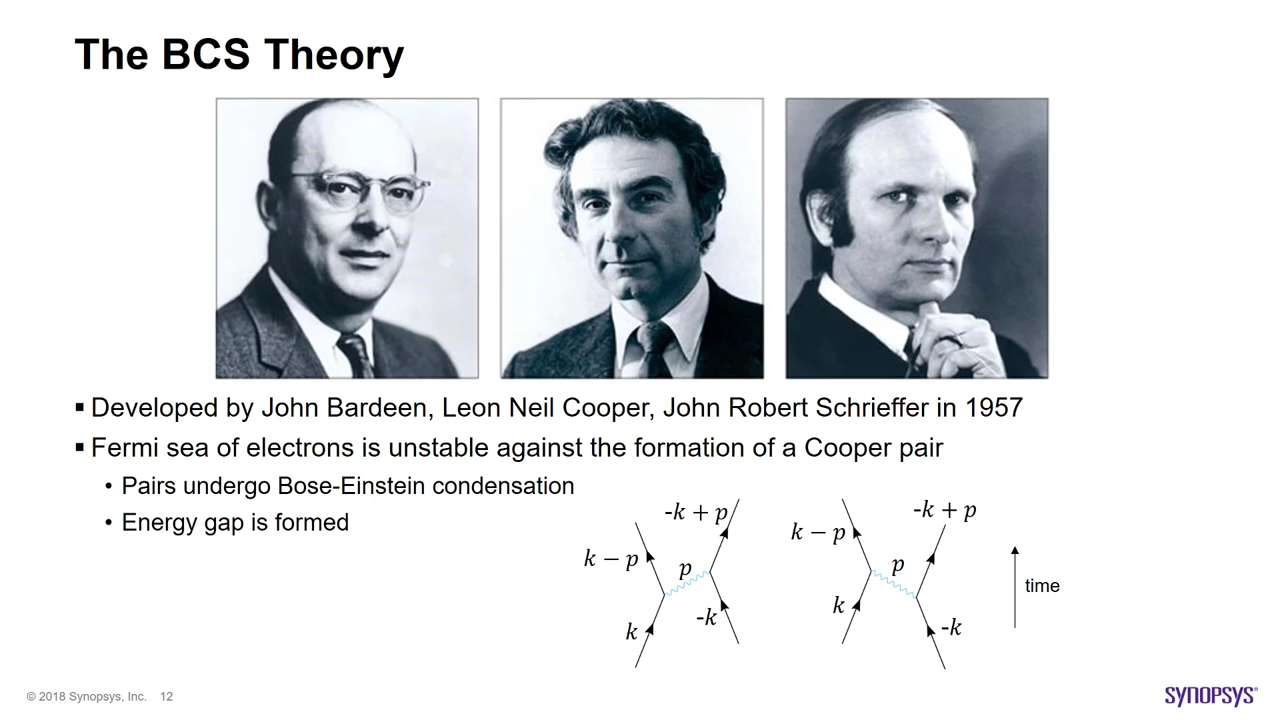 The BCS Theory
▪ Developed by John Bardeen, Leon Neil Cooper, John Robert Schrieffer in 1957
▪ Fermi sea of electrons is unstable against the formation of a Cooper pair
• Pairs undergo Bose-Einstein condensation
• Energy gap is formed
-k + p
k − p
p
k
-k
k − p
-k + p
p
k
-k
time
© 2018 Synopsys, Inc. 12
SYNOPSYS®